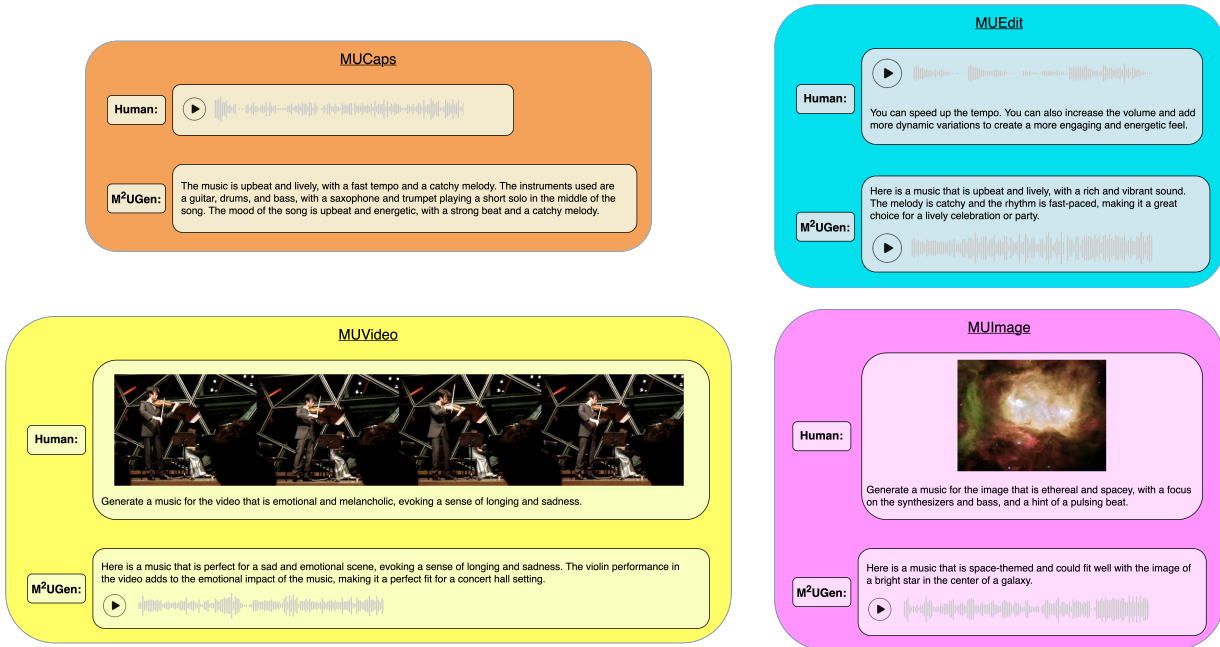 MUCaps
Human:
M²UGen:
The music is upbeat and lively, with a fast tempo and a catchy melody. The instruments used are
a guitar, drums, and bass, with a saxophone and trumpet playing a short solo in the middle of the
song. The mood of the song is upbeat and energetic, with a strong beat and a catchy melody.
MUEdit
Human:
You can speed up the tempo. You can also increase the volume and add
more dynamic variations to create a more engaging and energetic feel.
M²UGen:
Here is a music that is upbeat and lively, with a rich and vibrant sound.
The melody is catchy and the rhythm is fast-paced, making it a great
choice for a lively celebration or party.
MUVideo
Human:
Generate a music for the video that is emotional and melancholic, evoking a sense of longing and sadness.
M²UGen:
Here is a music that is perfect for a sad and emotional scene, evoking a sense of longing and sadness. The violin performance in
the video adds to the emotional impact of the music, making it a perfect fit for a concert hall setting.
MUImage
Human:
Generate a music for the image that is ethereal and spacey, with a focus
on the synthesizers and bass, and a hint of a pulsing beat.
M²UGen:
Here is a music that is space-themed and could fit well with the image of
a bright star in the center of a galaxy.